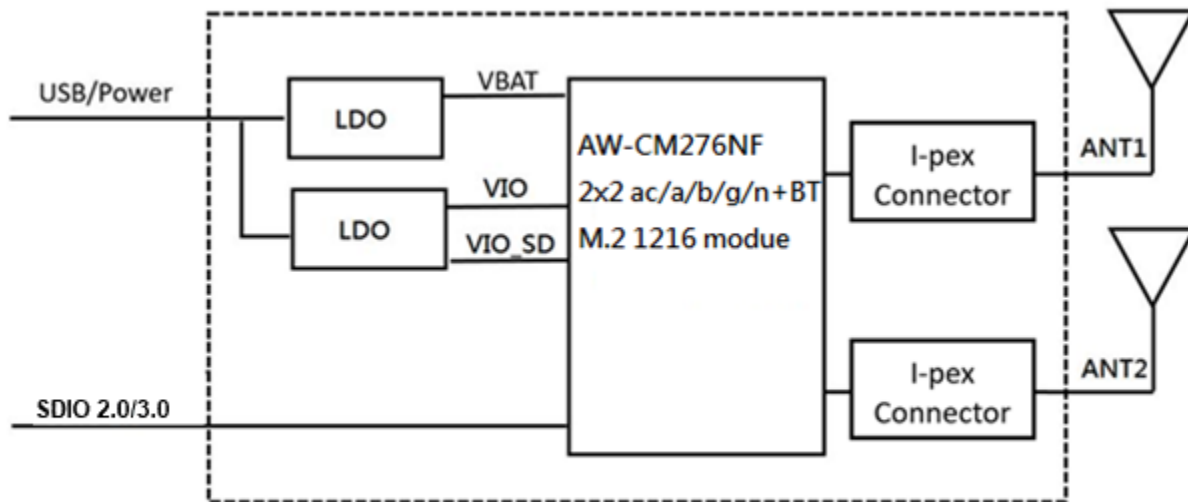 USB/Power
LDO
VBAT
LDO
VIO
VIO_SD
AW-CM276NF
2x2 ac/a/b/g/n+BT
M.2 1216 modue
I-pex
Connector
ANT1
I-pex
Connector
ANT2
SDIO 2.0/3.0